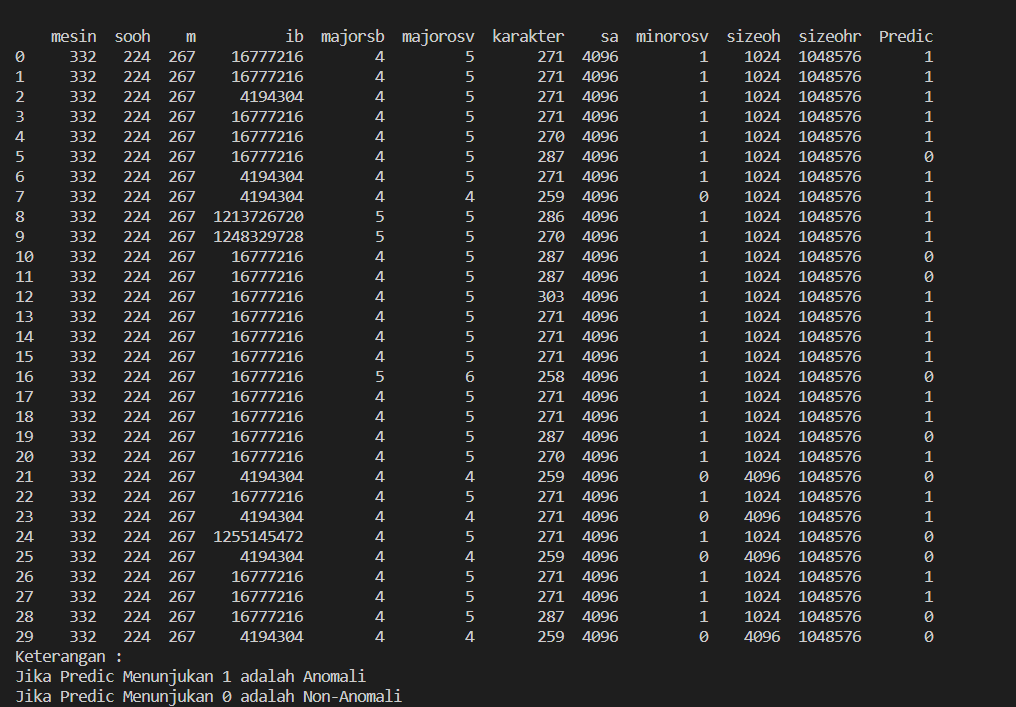 mesin sooh m ib majorsb majorosv karakter sa minorosv sizeoh sizeohr Predic
0 332 224 267 16777216 4 5 271 4096 1 1024 1048576 1
1 332 224 267 16777216 4 5 271 4096 1 1024 1048576 1
2 332 224 267 4194304 4 5 271 4096 1 1024 1048576 1
3 332 224 267 16777216 4 5 271 4096 1 1024 1048576 1
4 332 224 267 16777216 4 5 270 4096 1 1024 1048576 1
5 332 224 267 16777216 4 5 287 4096 1 1024 1048576 0
6 332 224 267 4194304 4 5 271 4096 1 1024 1048576 1
7 332 224 267 4194304 4 4 259 4096 0 1024 1048576 1
8 332 224 267 1213726720 5 5 286 4096 1 1024 1048576 1
9 332 224 267 1248329728 5 5 270 4096 1 1024 1048576 1
10 332 224 267 16777216 4 5 287 4096 1 1024 1048576 0
11 332 224 267 16777216 4 5 287 4096 1 1024 1048576 0
12 332 224 267 16777216 4 5 303 4096 1 1024 1048576 1
13 332 224 267 16777216 4 5 271 4096 1 1024 1048576 1
14 332 224 267 16777216 4 5 271 4096 1 1024 1048576 1
15 332 224 267 16777216 4 5 271 4096 1 1024 1048576 1
16 332 224 267 16777216 5 6 258 4096 1 1024 1048576 0
17 332 224 267 16777216 4 5 271 4096 1 1024 1048576 1
18 332 224 267 16777216 4 5 271 4096 1 1024 1048576 1
19 332 224 267 16777216 4 5 287 4096 1 1024 1048576 0
20 332 224 267 16777216 4 5 270 4096 1 1024 1048576 1
21 332 224 267 4194304 4 4 259 4096 0 4096 1048576 0
22 332 224 267 16777216 4 5 271 4096 1 1024 1048576 1
23 332 224 267 4194304 4 4 271 4096 0 4096 1048576 1
24 332 224 267 1255145472 4 5 271 4096 1 1024 1048576 0
25 332 224 267 4194304 4 4 259 4096 0 4096 1048576 0
26 332 224 267 16777216 4 5 271 4096 1 1024 1048576 1
27 332 224 267 16777216 4 5 271 4096 1 1024 1048576 1
28 332 224 267 16777216 4 5 287 4096 1 1024 1048576 0
29 332 224 267 4194304 4 4 259 4096 0 4096 1048576 0
Keterangan :
Jika Predic Menunjukan 1 adalah Anomali
Jika Predic Menunjukan 0 adalah Non-Anomali